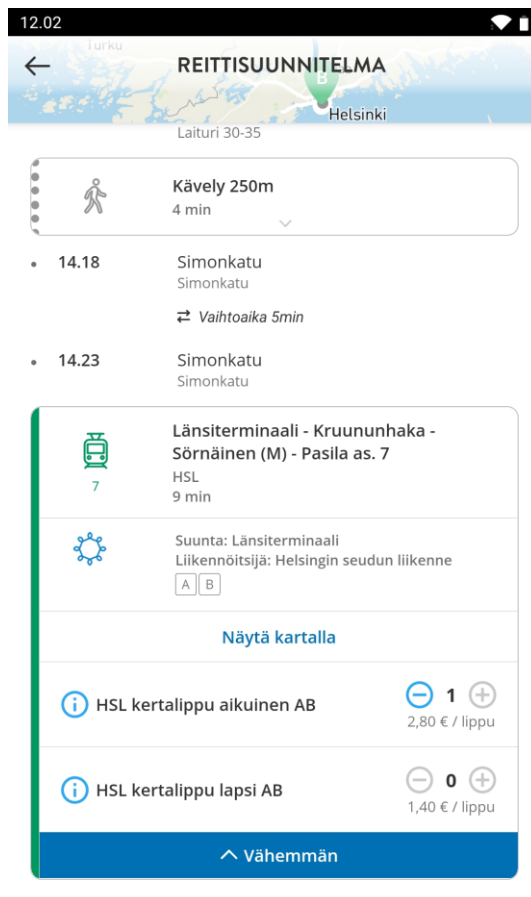 12.02
Turku
REITTISUUNNITELMA
B
Helsinki
Laituri 30-35
Kävely 250m
4 min
14.18 Simonkatu
Simonkatu
Vaihtoaika 5min
14.23 Simonkatu
Simonkatu
Länsiterminaali - Kruununhaka -
Sörnäinen (M) - Pasila as. 7
7
HSL
9 min
Suunta: Länsiterminaali
Liikennöitsijä: Helsingin seudun liikenne
A B
Näytä kartalla
HSL kertalippu aikuinen AB 1
2,80 € / lippu
HSL kertalippu lapsi AB 0
1,40 € / lippu
Vähemmän